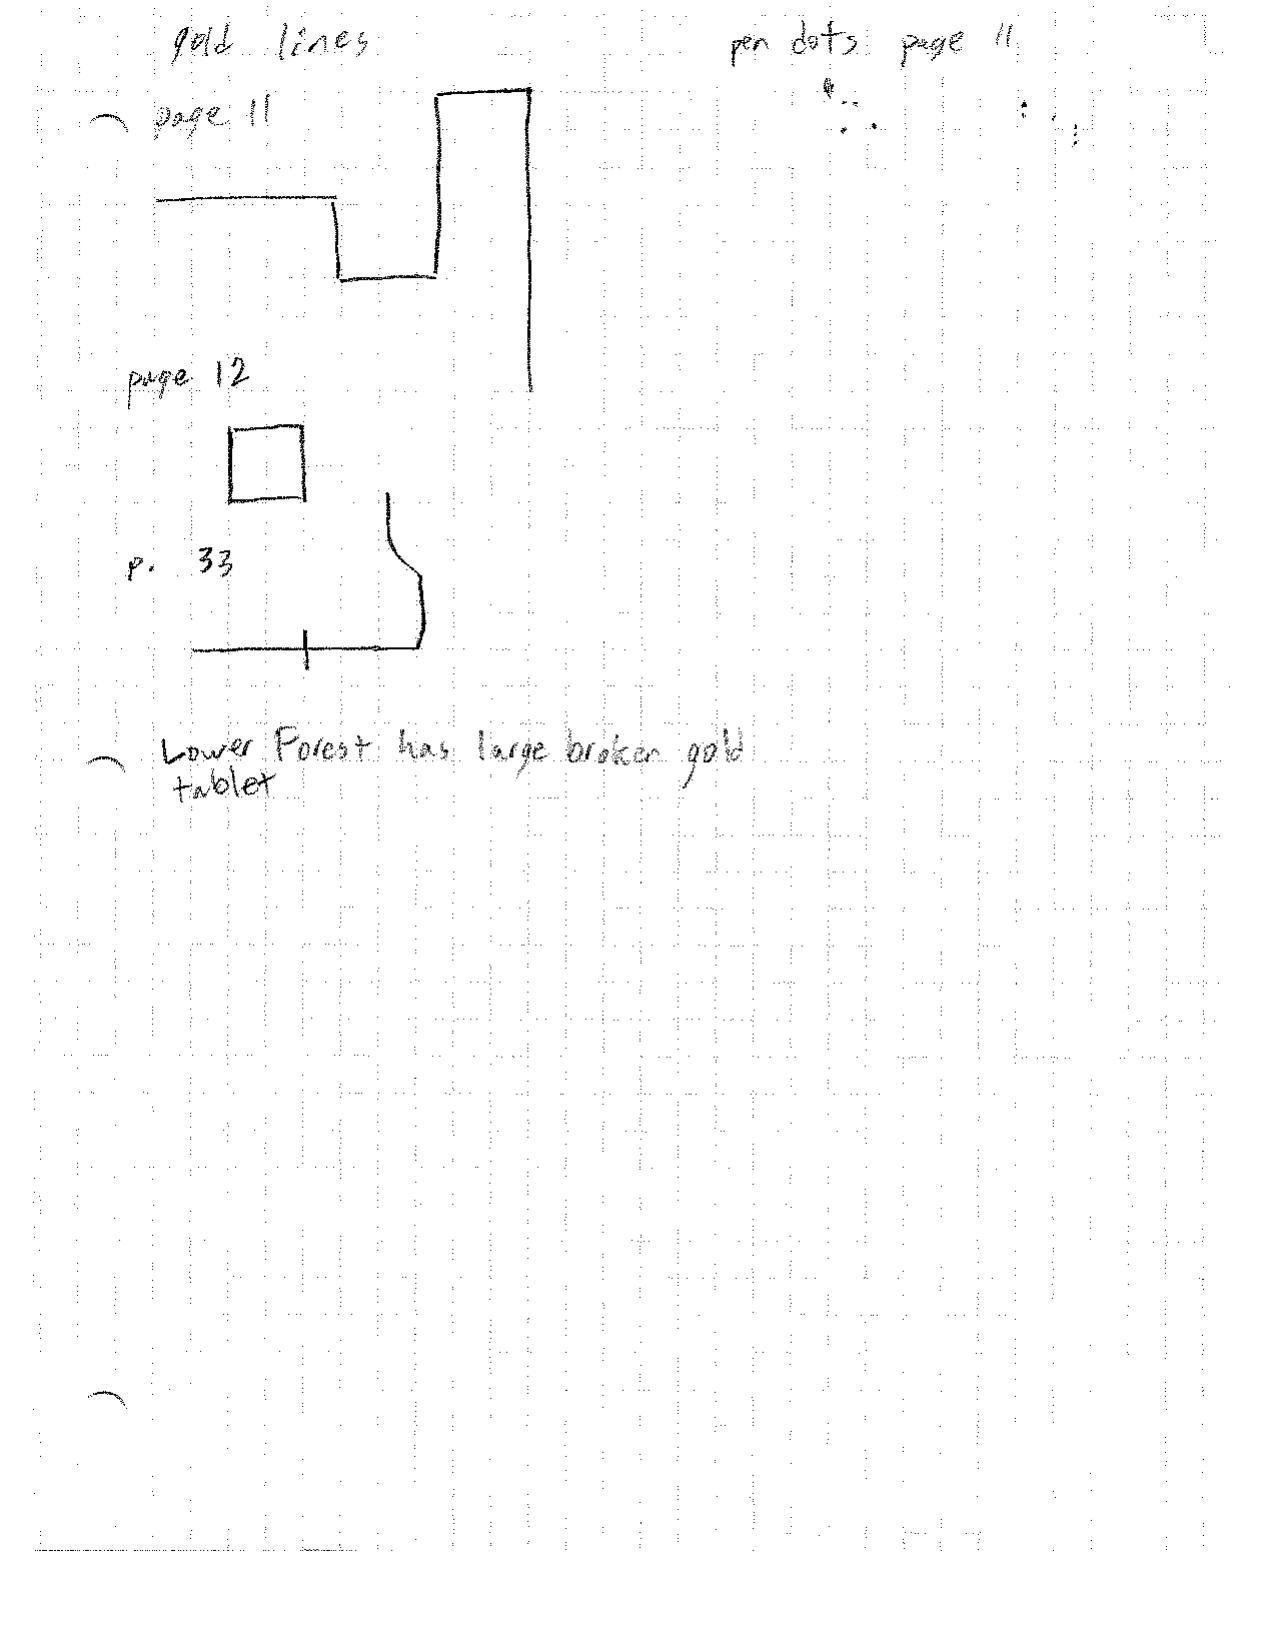 gold lines
pen dots page 11
page 11
page 12
p. 33
Lower Forest has large broken gold
tablet